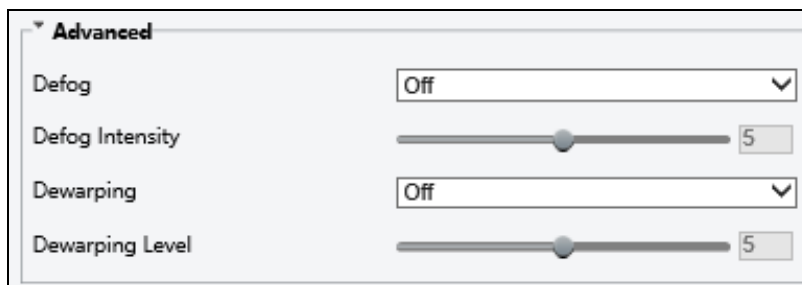 Advanced
Defog Off
Defog Intensity 5
Dewarping Off
Dewarping Level 5